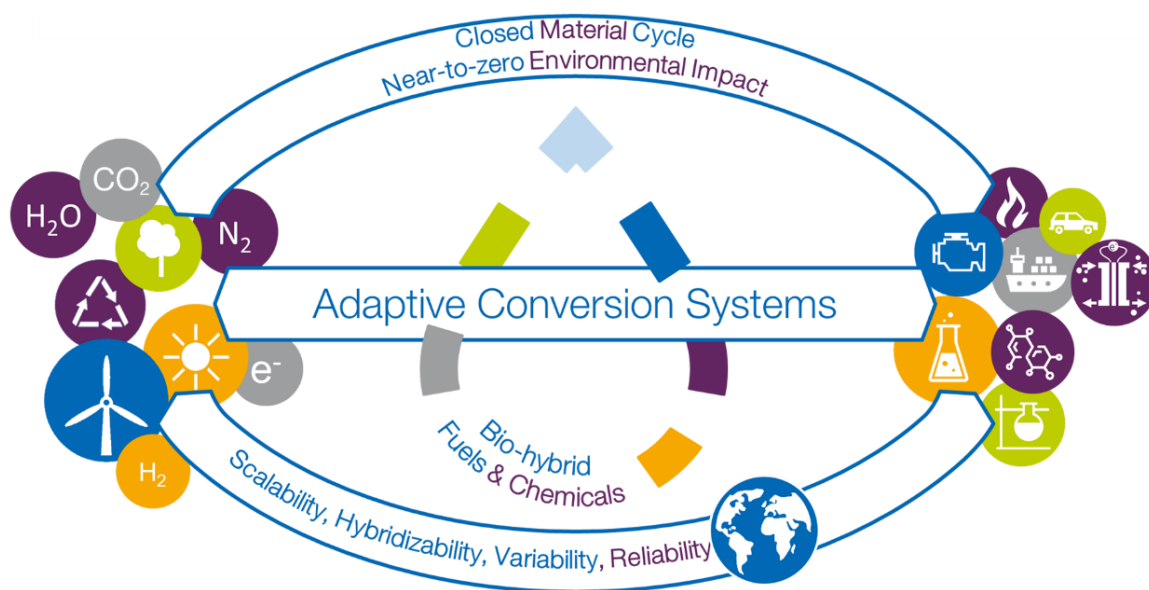 Closed Material Cycle
Near-to-zero Environmental Impact
CO₂
H₂O
N₂
Adaptive Conversion Systems
e⁻
H₂
Bio-hybrid
Fuels & Chemicals
Scalability, Hybridizability, Variability, Reliability